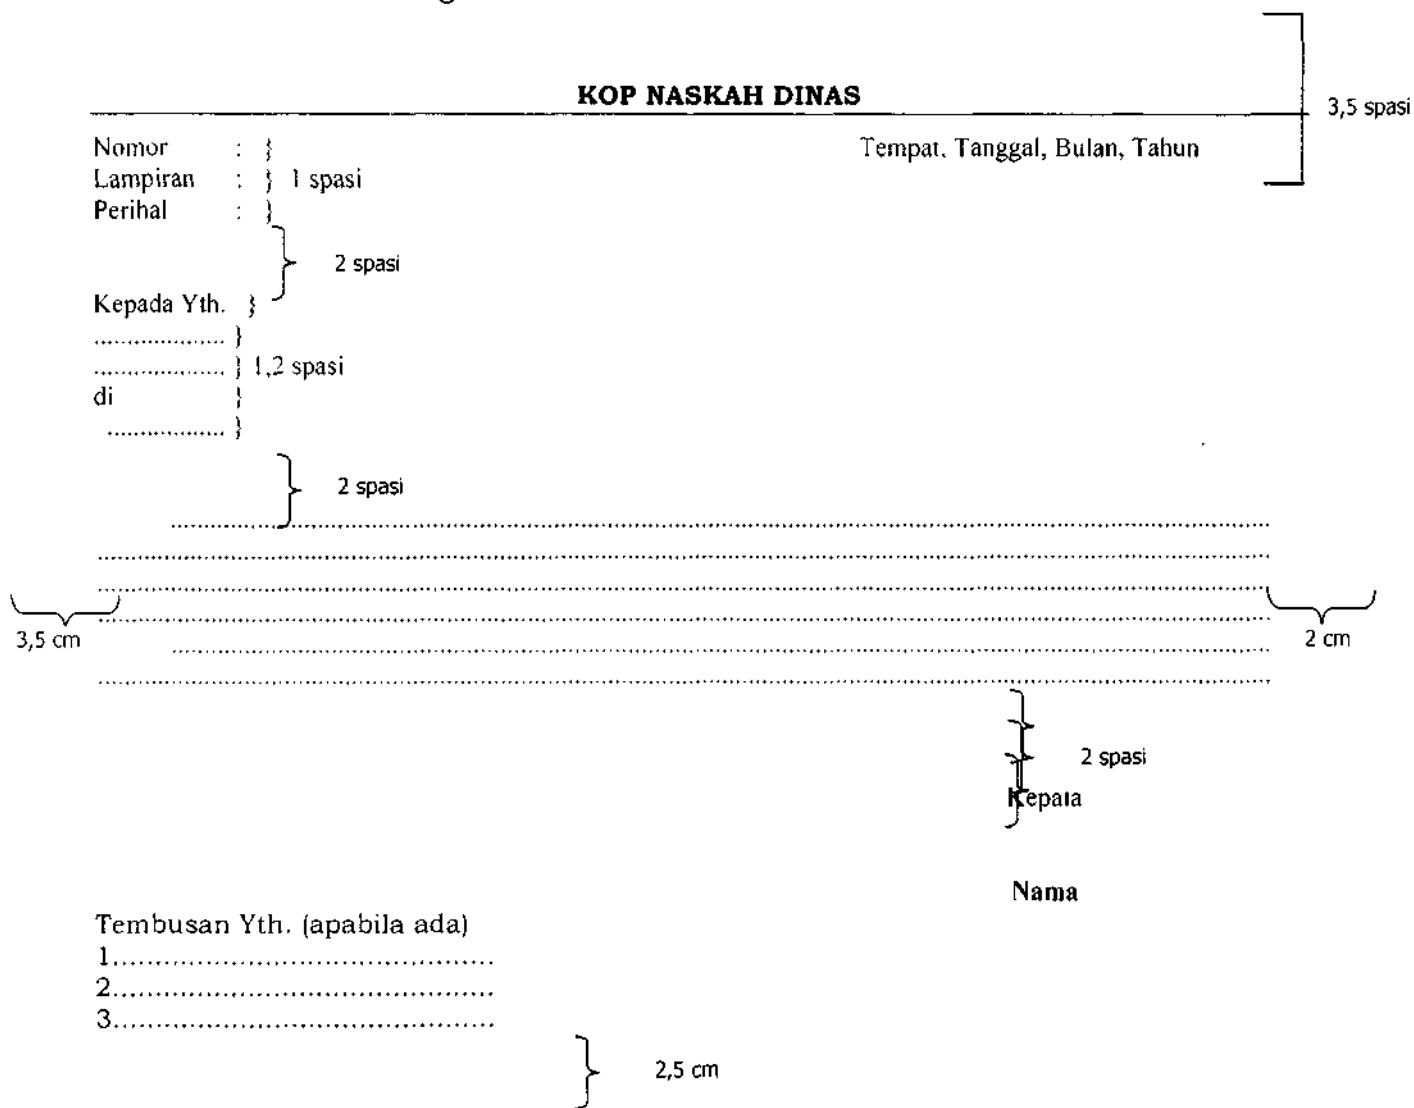 KOP NASKAH DINAS
3,5 spasi
Nomor : } Tempat, Tanggal, Bulan, Tahun
Lampiran : } 1 spasi
Perihal : }
2 spasi
Kepada Yth. }
.................... }
.................... } 1,2 spasi
di }
.................. }
2 spasi
3,5 cm
2 cm
2 spasi
Kepala
Nama
Tembusan Yth. (apabila ada)
1.............................................
2.............................................
3.............................................
2,5 cm